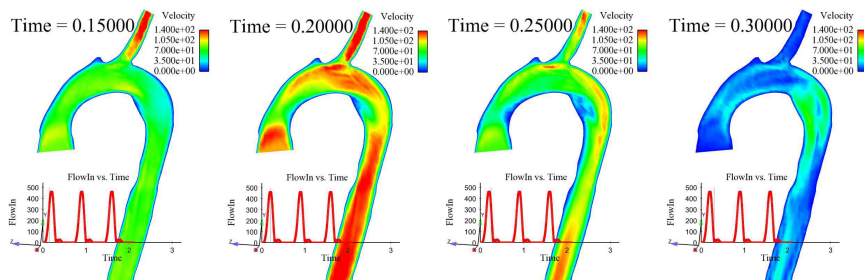 Time = 0.15000
Velocity
1.400e+02
1.050e+02
7.000e+01
3.500e+01
0.000e+00
FlowIn vs. Time
FlowIn
500
400
300
200
100
0
Y
Z
1
2
3
Time
Time = 0.20000
Velocity
1.400e+02
1.050e+02
7.000e+01
3.500e+01
0.000e+00
FlowIn vs. Time
FlowIn
500
400
300
200
100
0
Y
Z
1
2
3
Time
Time = 0.25000
Velocity
1.400e+02
1.050e+02
7.000e+01
3.500e+01
0.000e+00
FlowIn vs. Time
FlowIn
500
400
300
200
100
0
Y
Z
1
2
3
Time
Time = 0.30000
Velocity
1.400e+02
1.050e+02
7.000e+01
3.500e+01
0.000e+00
FlowIn vs. Time
FlowIn
500
400
300
200
100
0
Y
Z
1
2
3
Time